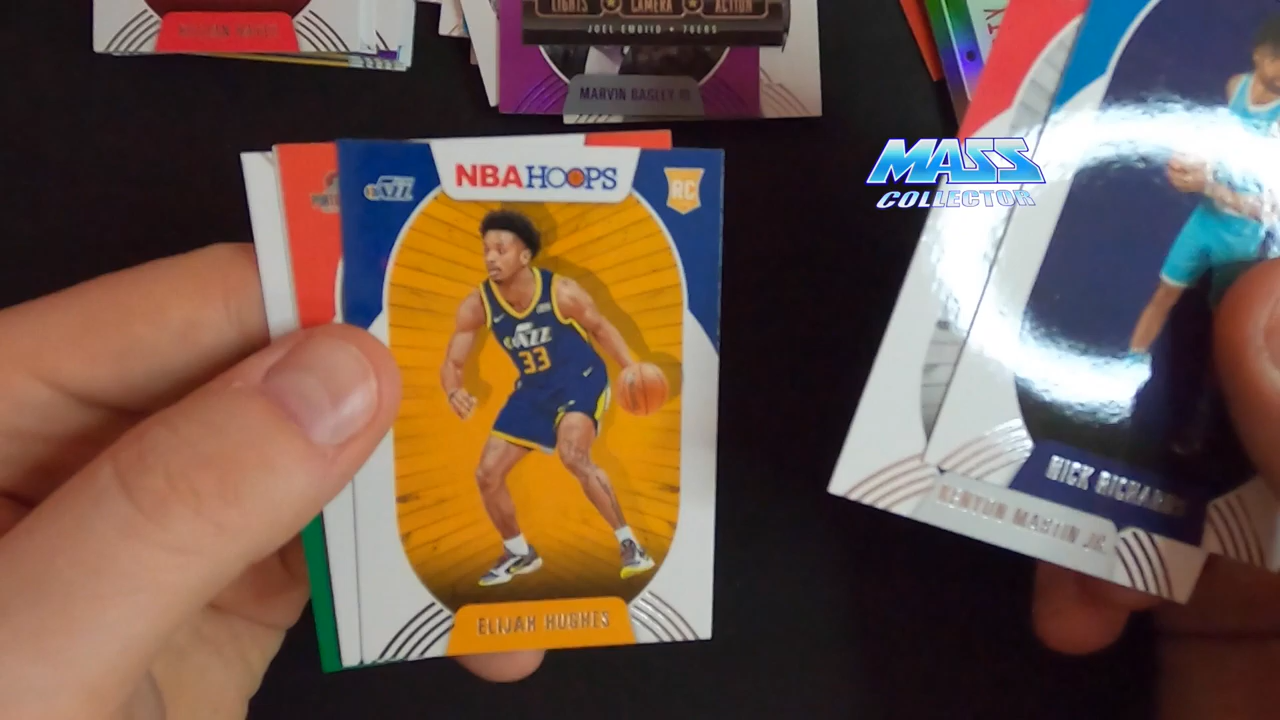 LIGHTS CAMERA ACTION
JOEL EMBIID • 76ERS
MARVIN BAGLEY III
NBA HOOPS
JAZZ
RC
JAZZ
33
ELIJAH HUGHES
MASS
COLLECTOR
NICK RICHARDS
KENYON MARTIN JR.